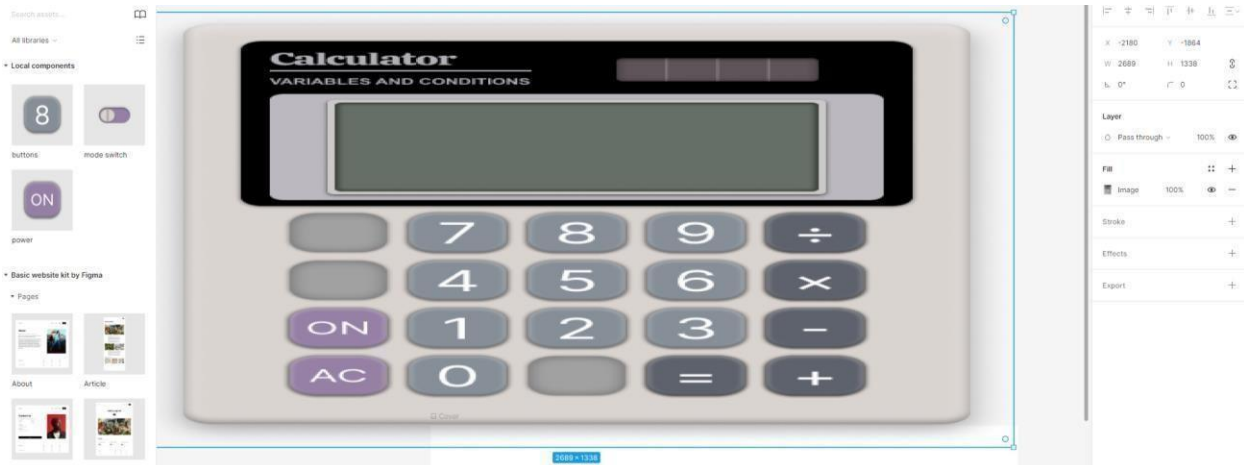 Search assets...
All libraries
Local components
8
buttons
mode switch
ON
power
Basic website kit by Figma
Pages
About
Article
Calculator
VARIABLES AND CONDITIONS
7 8 9 ÷
4 5 6 ×
ON 1 2 3 -
AC 0 = +
Cover
2689 × 1338
X -2180 Y -1864
W 2689 H 1338
0° 0
Layer
Pass through 100%
Fill
Image 100%
Stroke
Effects
Export